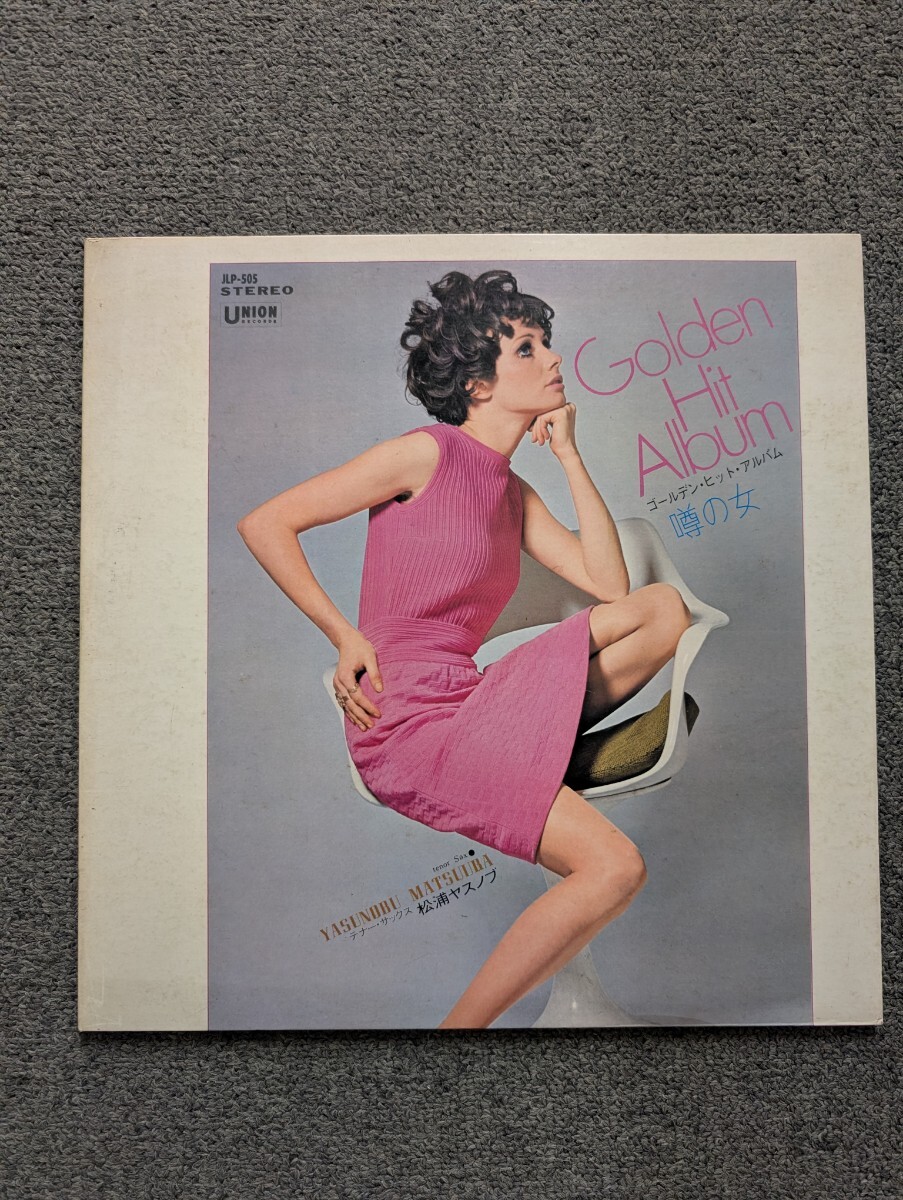 JLP-505
STEREO
UNION
RECORDS
Golden
Hit
Album
ゴールデン・ヒット・アルバム
噂の女
tenor Sax●
YASUNOBU MATSUURA
テナー・サックス 松浦ヤスノブ